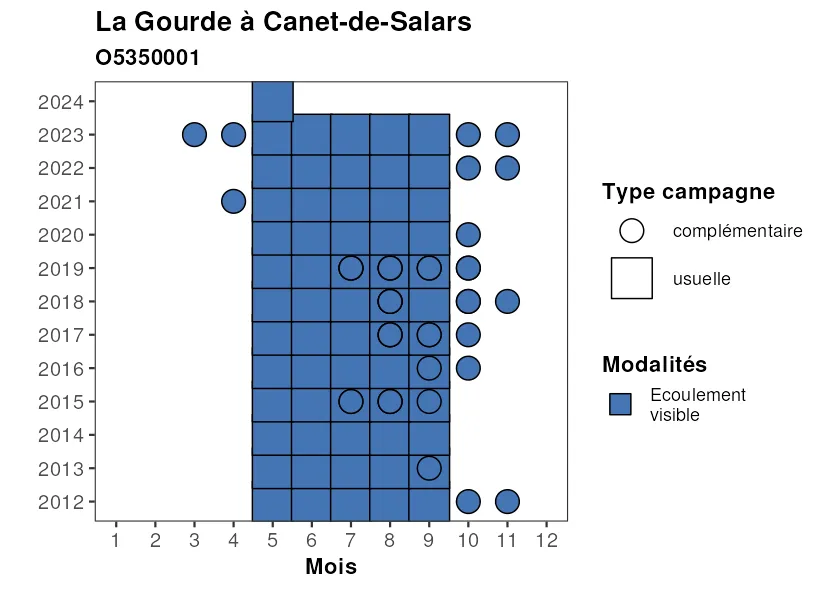 La Gourde à Canet-de-Salars
O5350001
2024
2023
2022
2021
2020
2019
2018
2017
2016
2015
2014
2013
2012
1 2 3 4 5 6 7 8 9 10 11 12
Mois
Type campagne
complémentaire
usuelle
Modalités
Ecoulement
visible